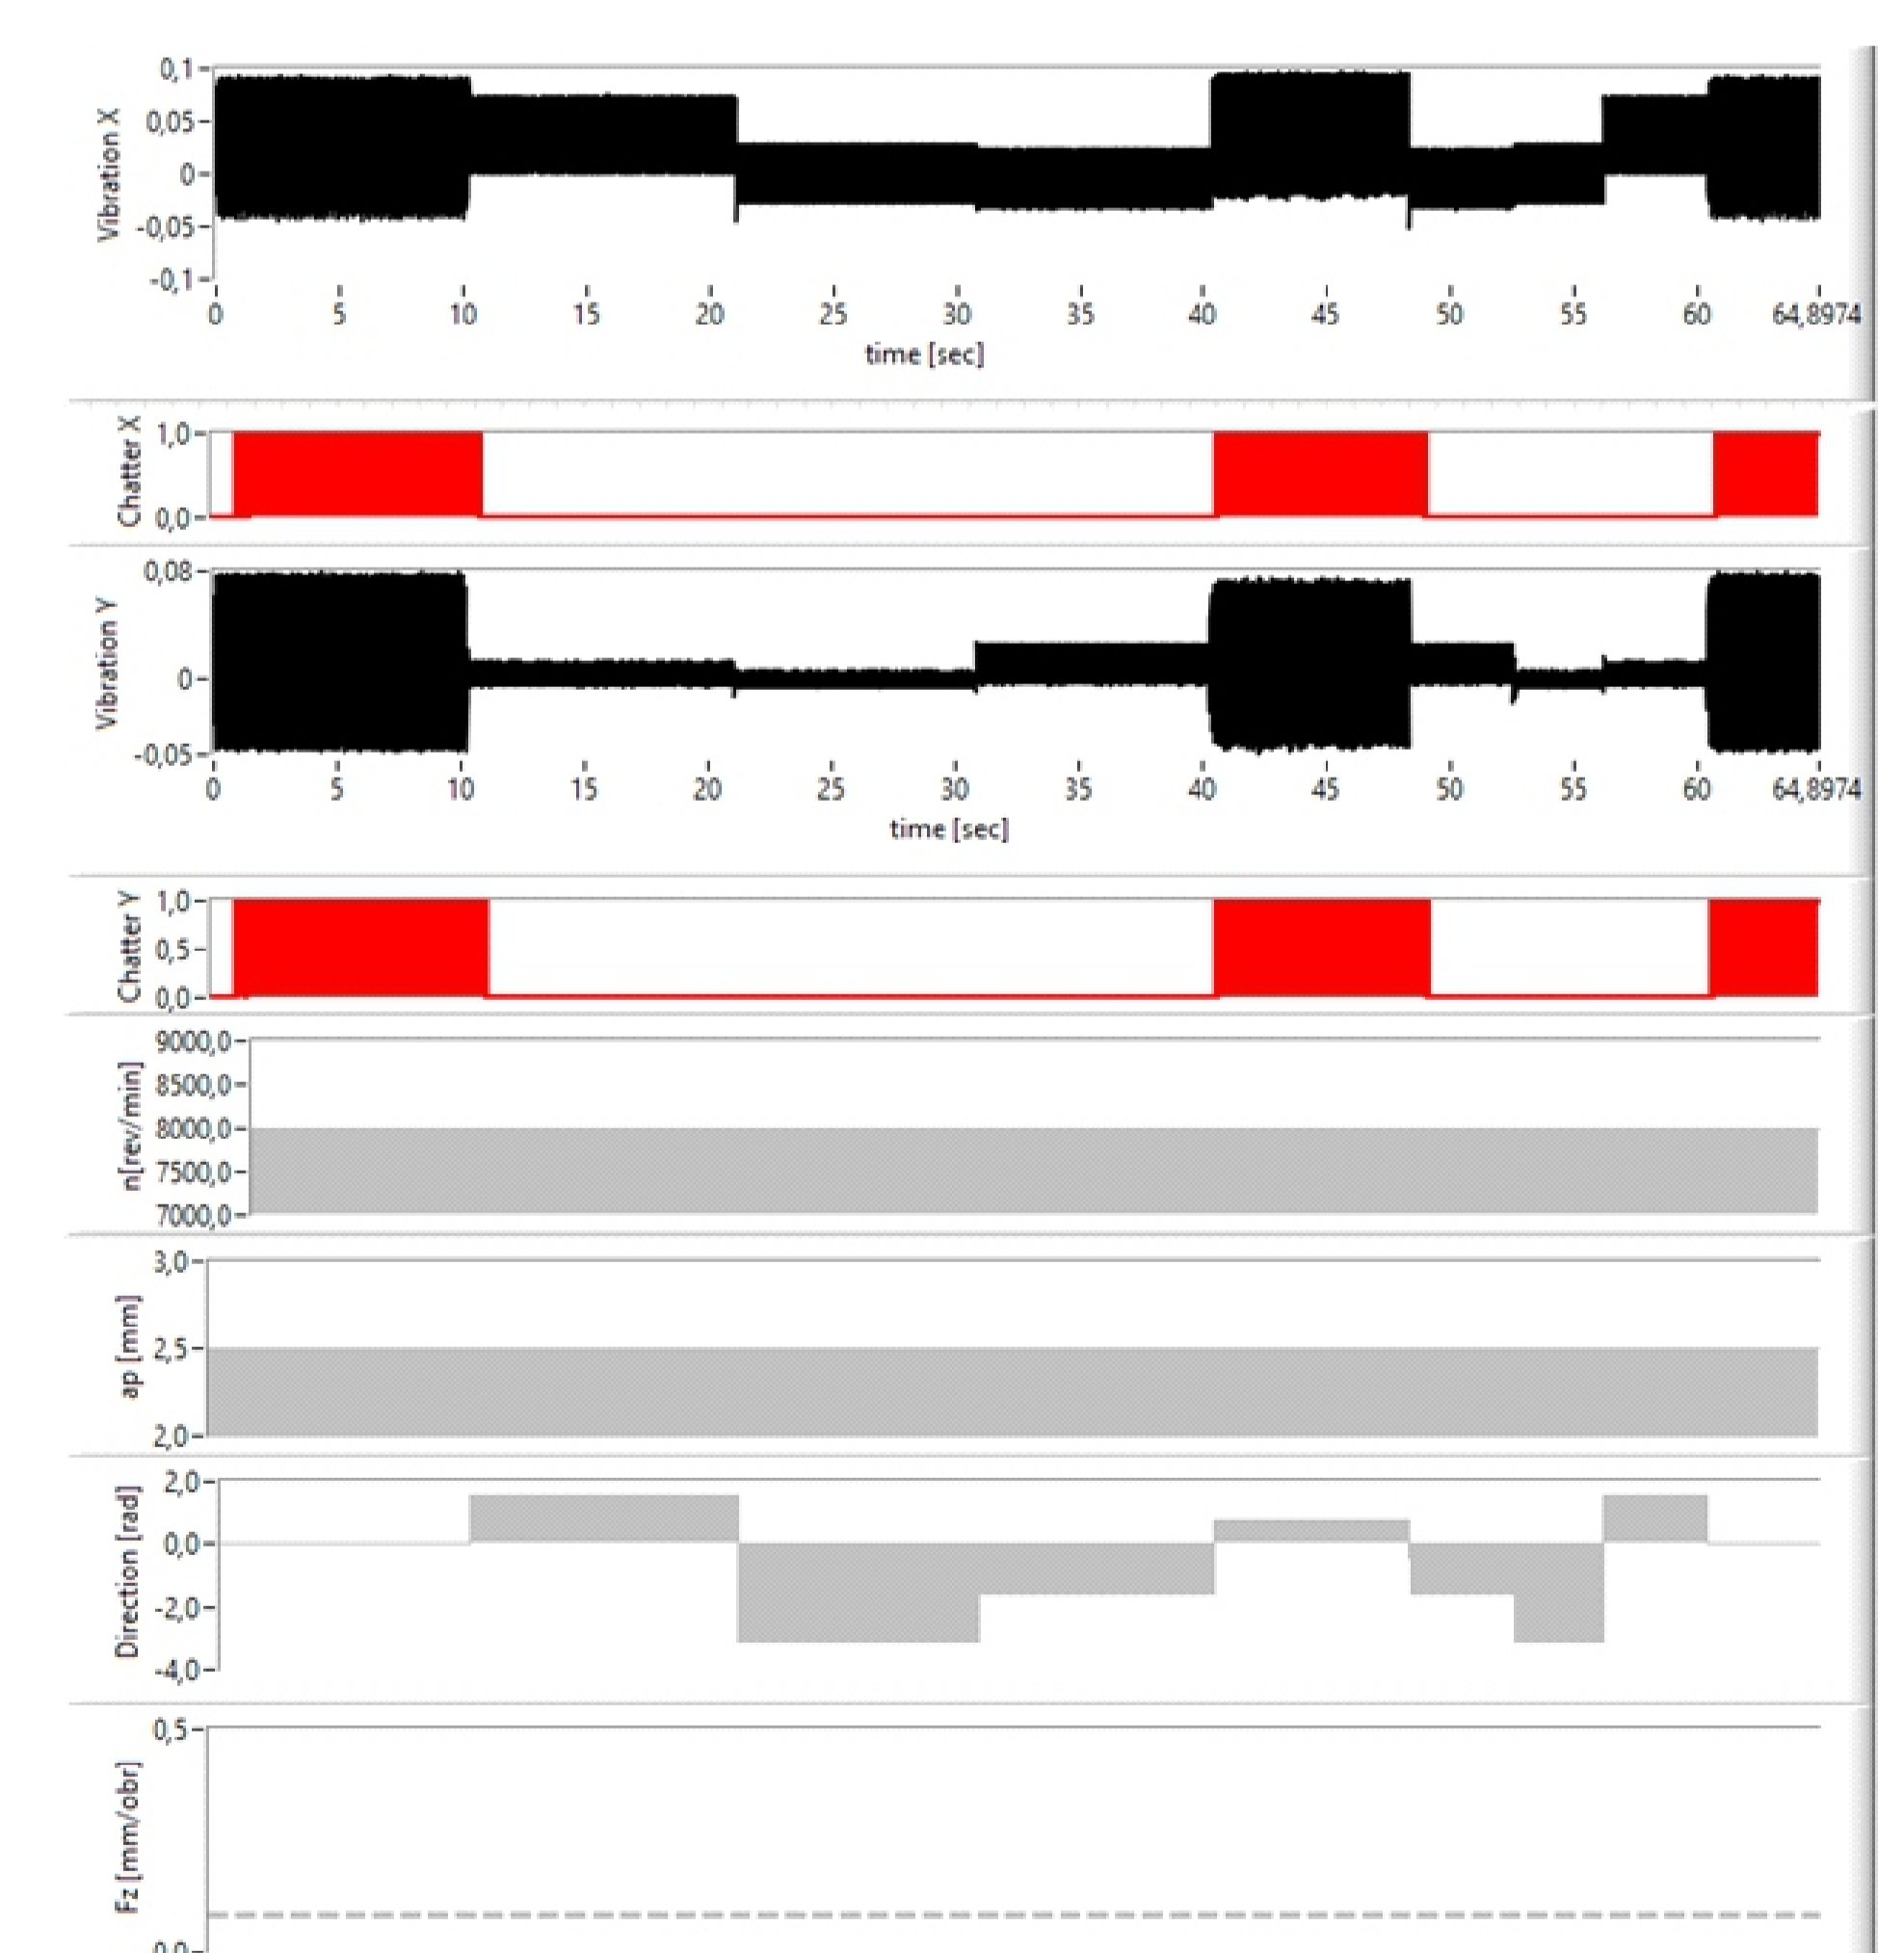 Vibration X
0,1
0,05
0
-0,05
-0,1
0 5 10 15 20 25 30 35 40 45 50 55 60 64,8974
time [sec]
Chatter X
1,0
0,0
Vibration Y
0,08
0
-0,05
0 5 10 15 20 25 30 35 40 45 50 55 60 64,8974
time [sec]
Chatter Y
1,0
0,5
0,0
n[rev/min]
9000,0
8500,0
8000,0
7500,0
7000,0
ap [mm]
3,0
2,5
2,0
Direction [rad]
2,0
0,0
-2,0
-4,0
Fz [mm/obr]
0,5
0,0